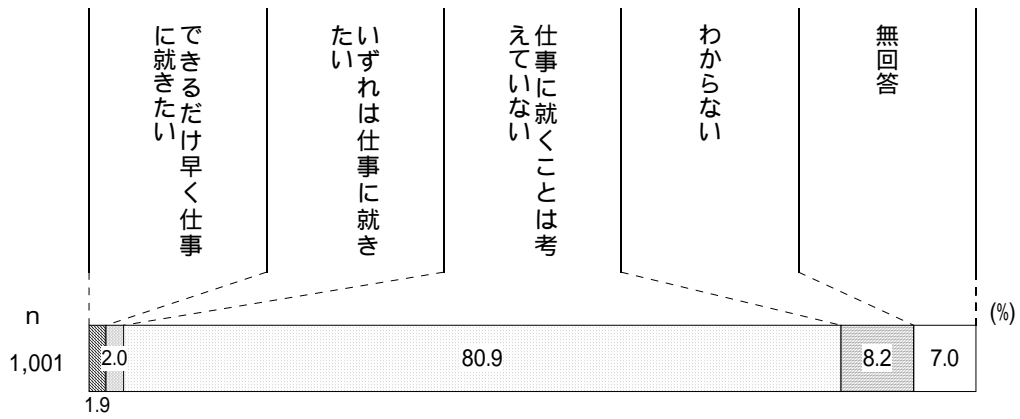 できるだけ早く仕事
に就きたい
いずれは仕事に就き
たい
仕事に就くことは考
えていない
わからない
無回答
(%)
n
1,001
2.0
80.9
8.2
7.0
1.9